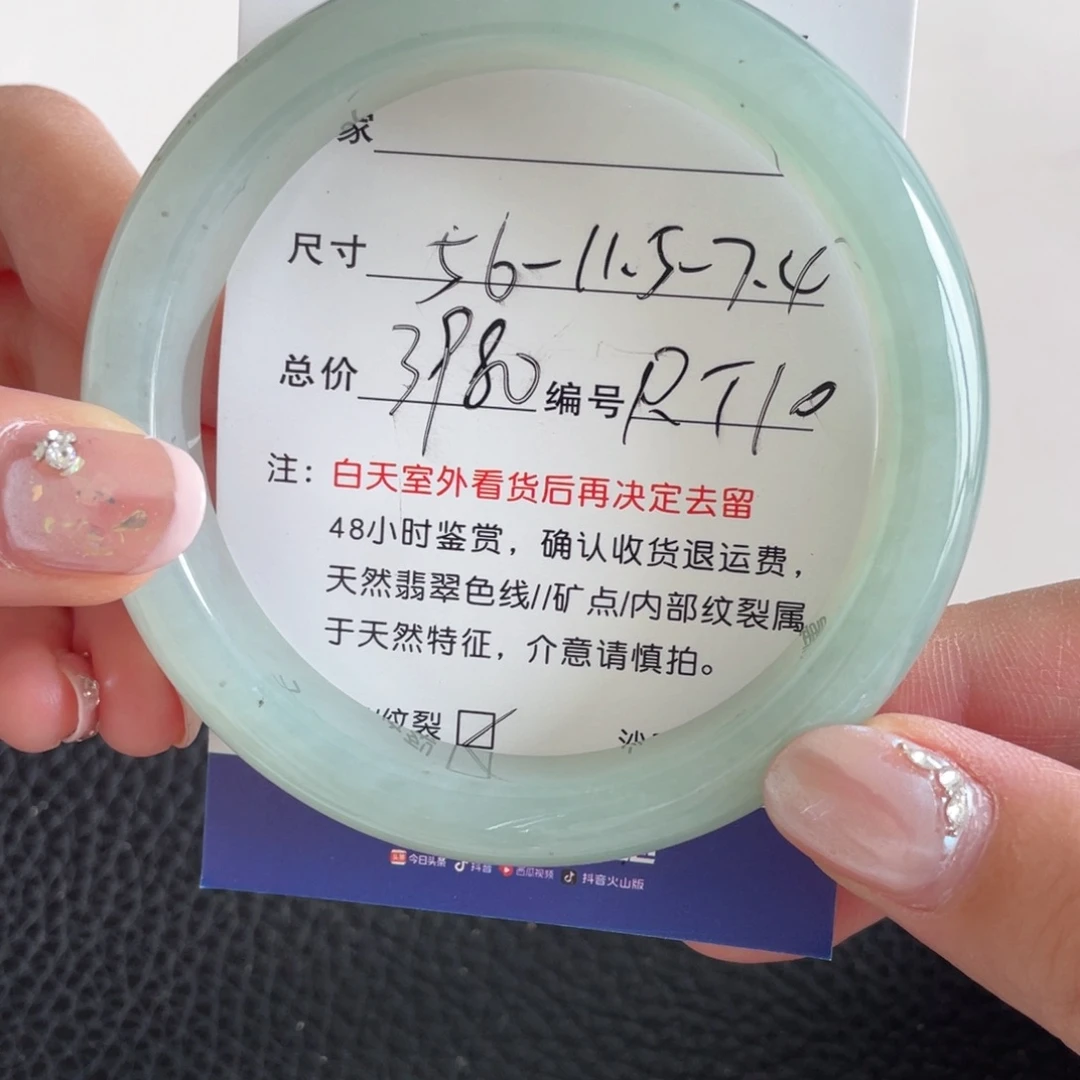 家
尺寸 56-11.5-7.4
总价 3980 编号 RT10
注：白天室外看货后再决定去留
48小时鉴赏，确认收货退运费，
天然翡翠色线//矿点/内部纹裂属
于天然特征，介意请慎拍。
纹裂
今日头条 抖音 西瓜视频 抖音火山版